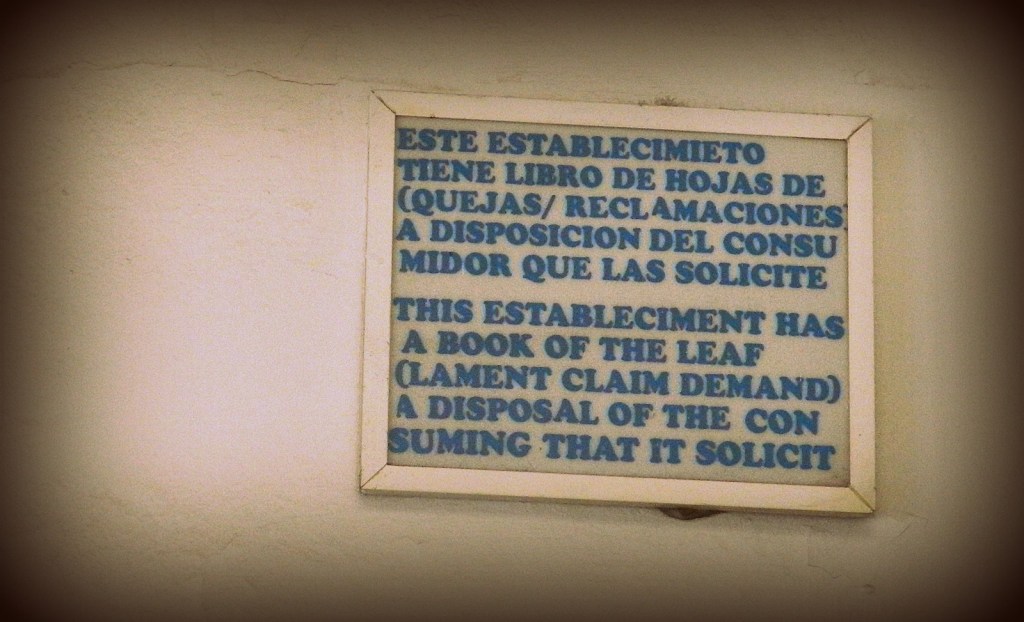 ESTE ESTABLECIMIETO
TIENE LIBRO DE HOJAS DE
(QUEJAS/ RECLAMACIONES)
A DISPOSICION DEL CONSU
MIDOR QUE LAS SOLICITE
THIS ESTABLECIMENT HAS
A BOOK OF THE LEAF
(LAMENT CLAIM DEMAND)
A DISPOSAL OF THE CON
SUMING THAT IT SOLICIT